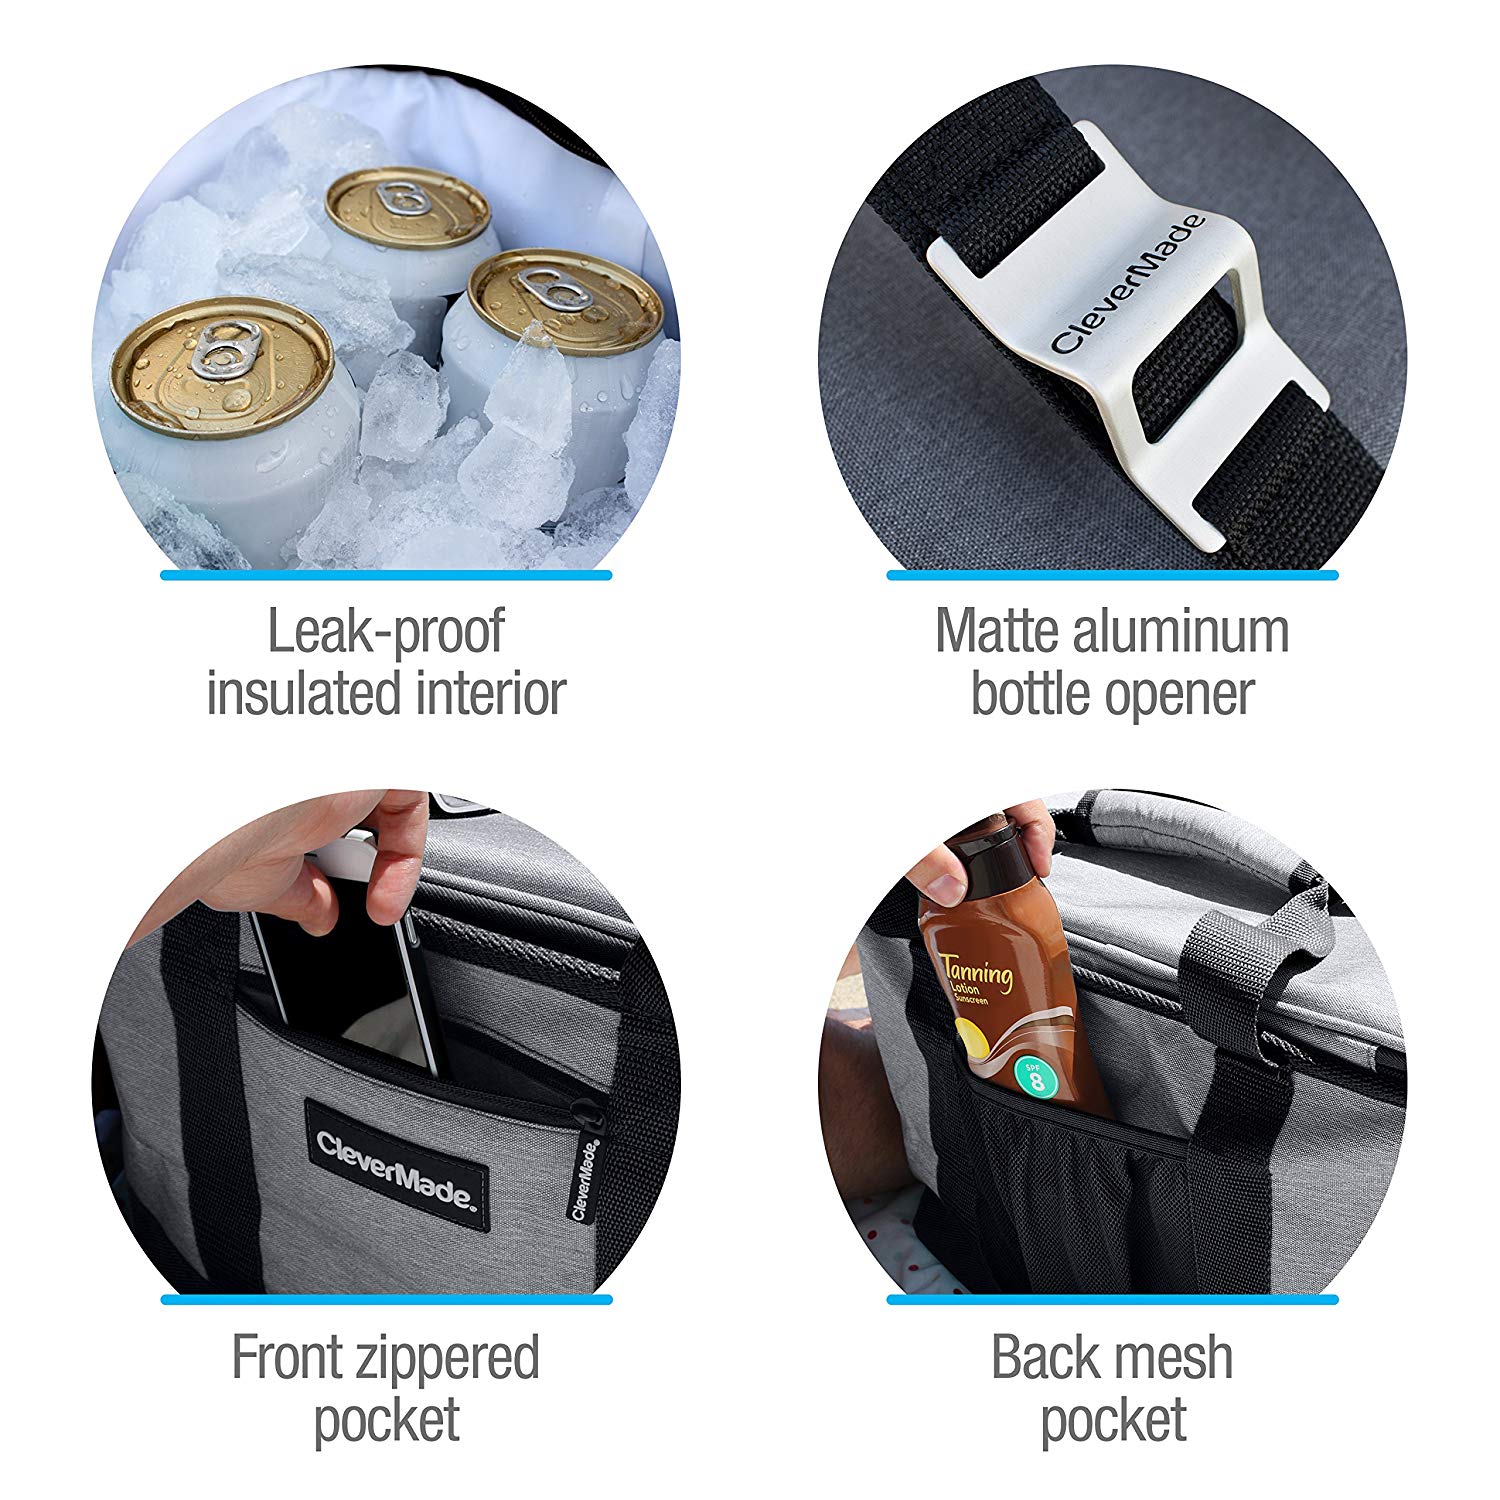 CleverMade
Leak-proof
insulated interior
Matte aluminum
bottle opener
CleverMade®
CleverMade®
Tanning
Lotion
Sunscreen
SPF
8
Front zippered
pocket
Back mesh
pocket